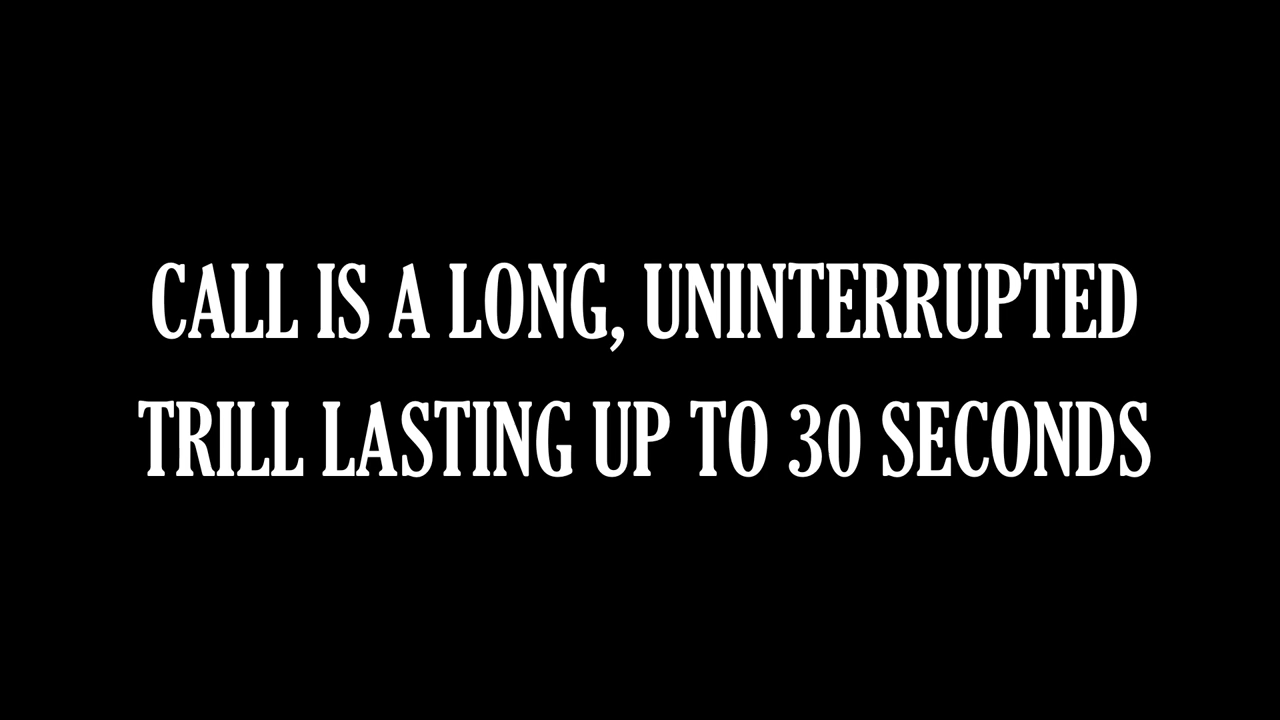 CALL IS A LONG, UNINTERRUPTED
TRILL LASTING UP TO 30 SECONDS